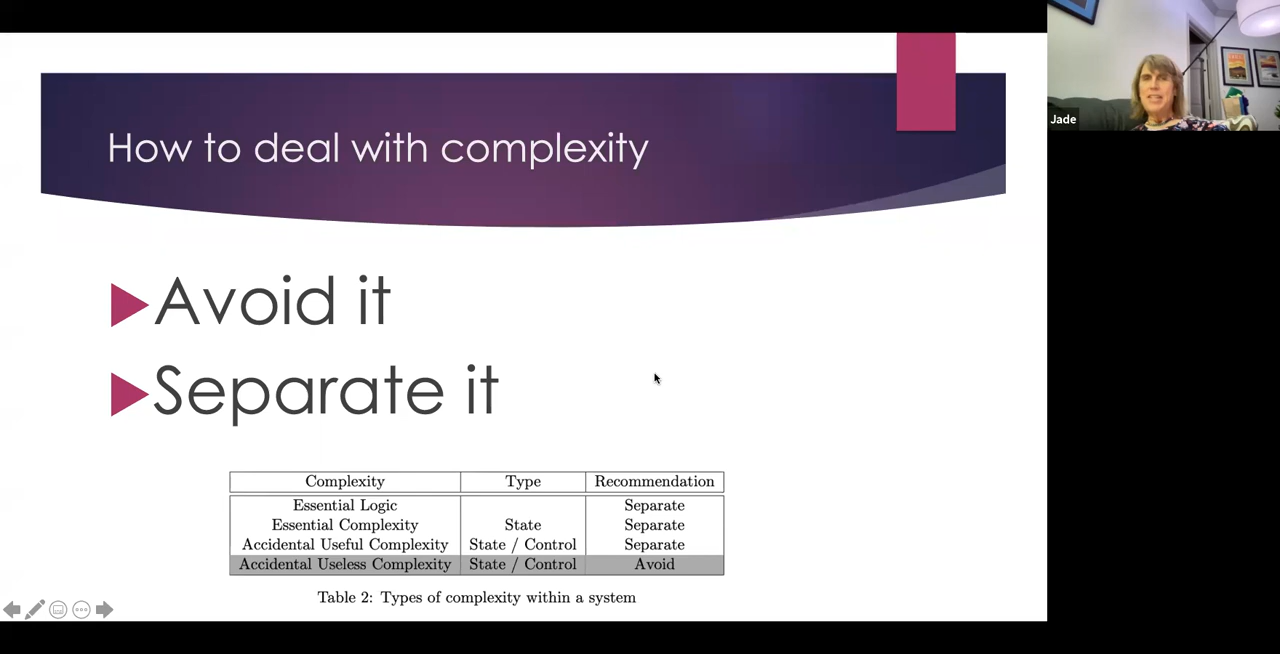 How to deal with complexity
Jade
Avoid it
Separate it
Complexity Type Recommendation
Essential Logic Separate
Essential Complexity State Separate
Accidental Useful Complexity State / Control Separate
Accidental Useless Complexity State / Control Avoid
Table 2: Types of complexity within a system